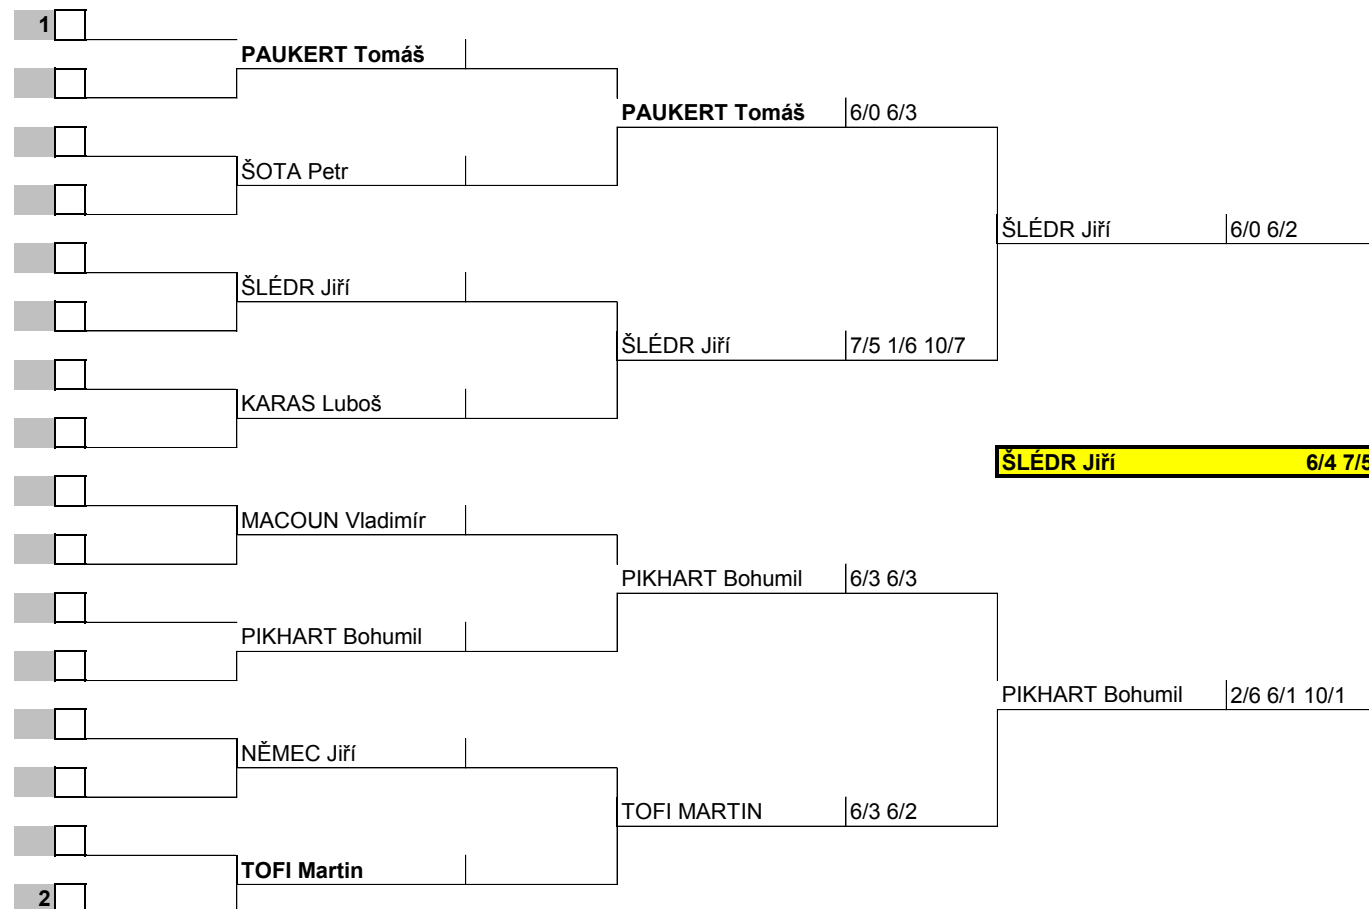 1
PAUKERT Tomáš
PAUKERT Tomáš 6/0 6/3
ŠOTA Petr
ŠLÉDR Jiří 6/0 6/2
ŠLÉDR Jiří
ŠLÉDR Jiří 7/5 1/6 10/7
KARAS Luboš
ŠLÉDR Jiří 6/4 7/5
MACOUN Vladimír
PIKHART Bohumil 6/3 6/3
PIKHART Bohumil
PIKHART Bohumil 2/6 6/1 10/1
NĚMEC Jiří
TOFI MARTIN 6/3 6/2
TOFI Martin
2